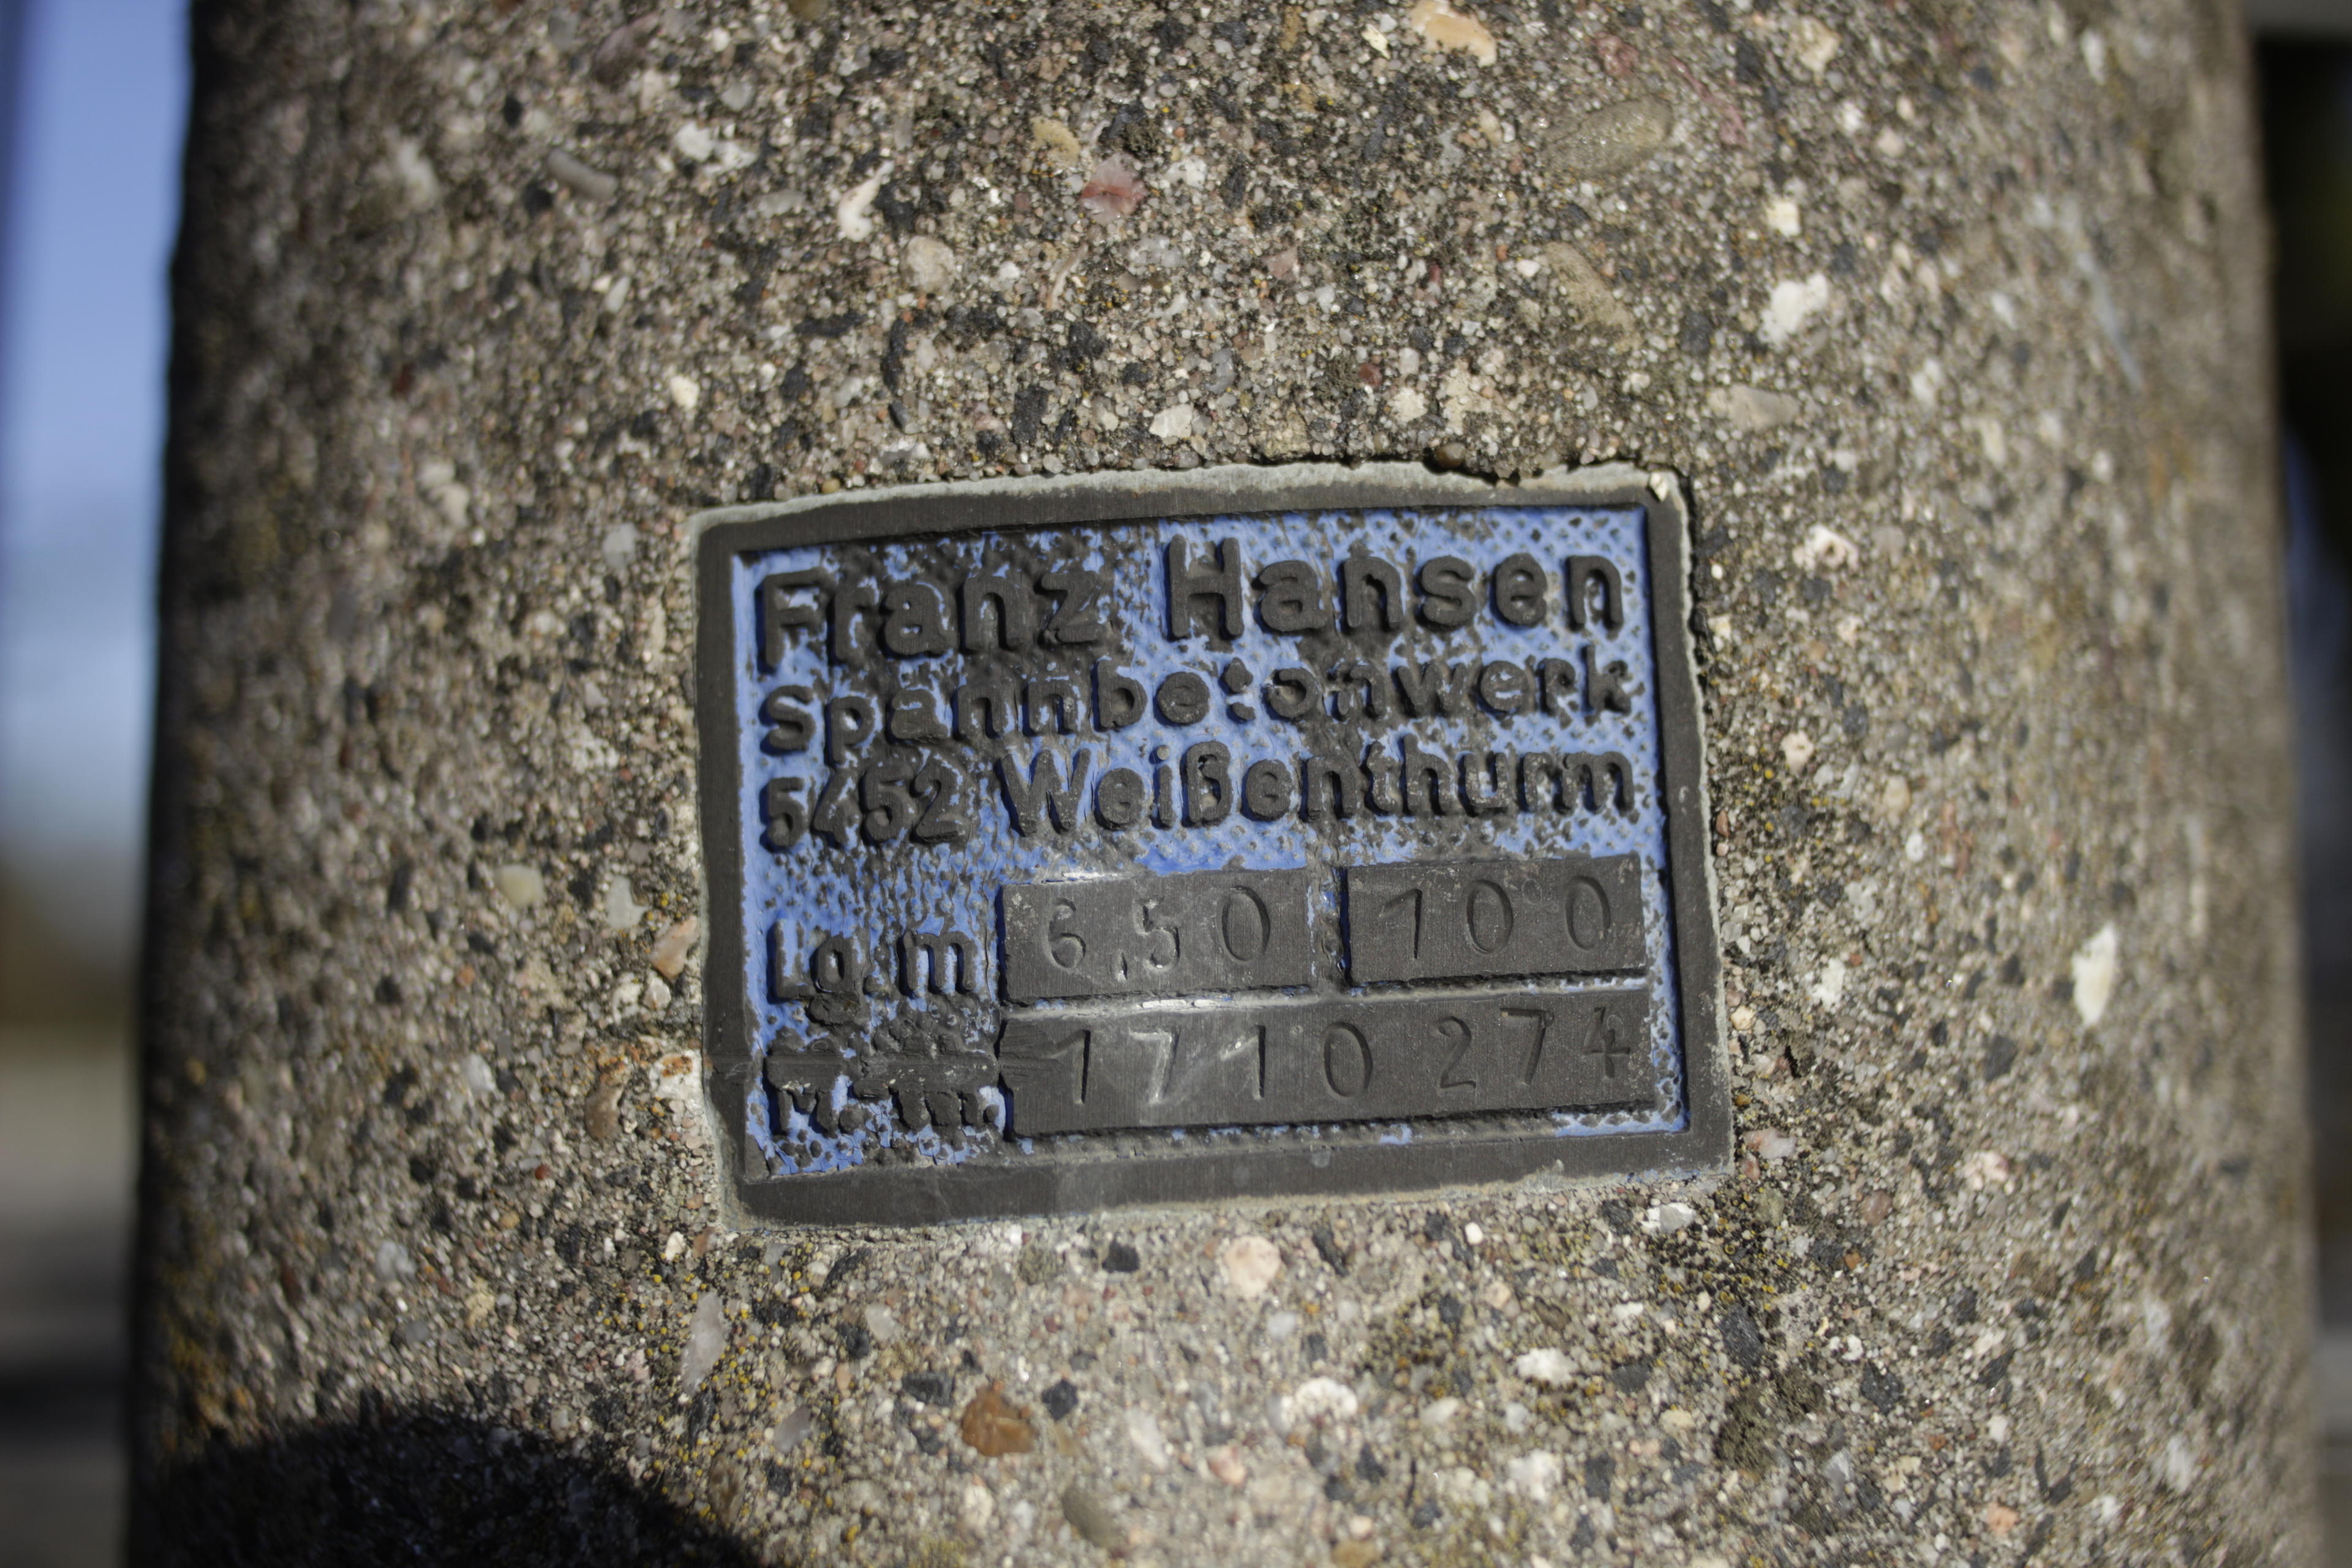 Franz Hansen
Spannbetonwerk
5452 Weißenthurm
Lg.m 6,50 100
1710274